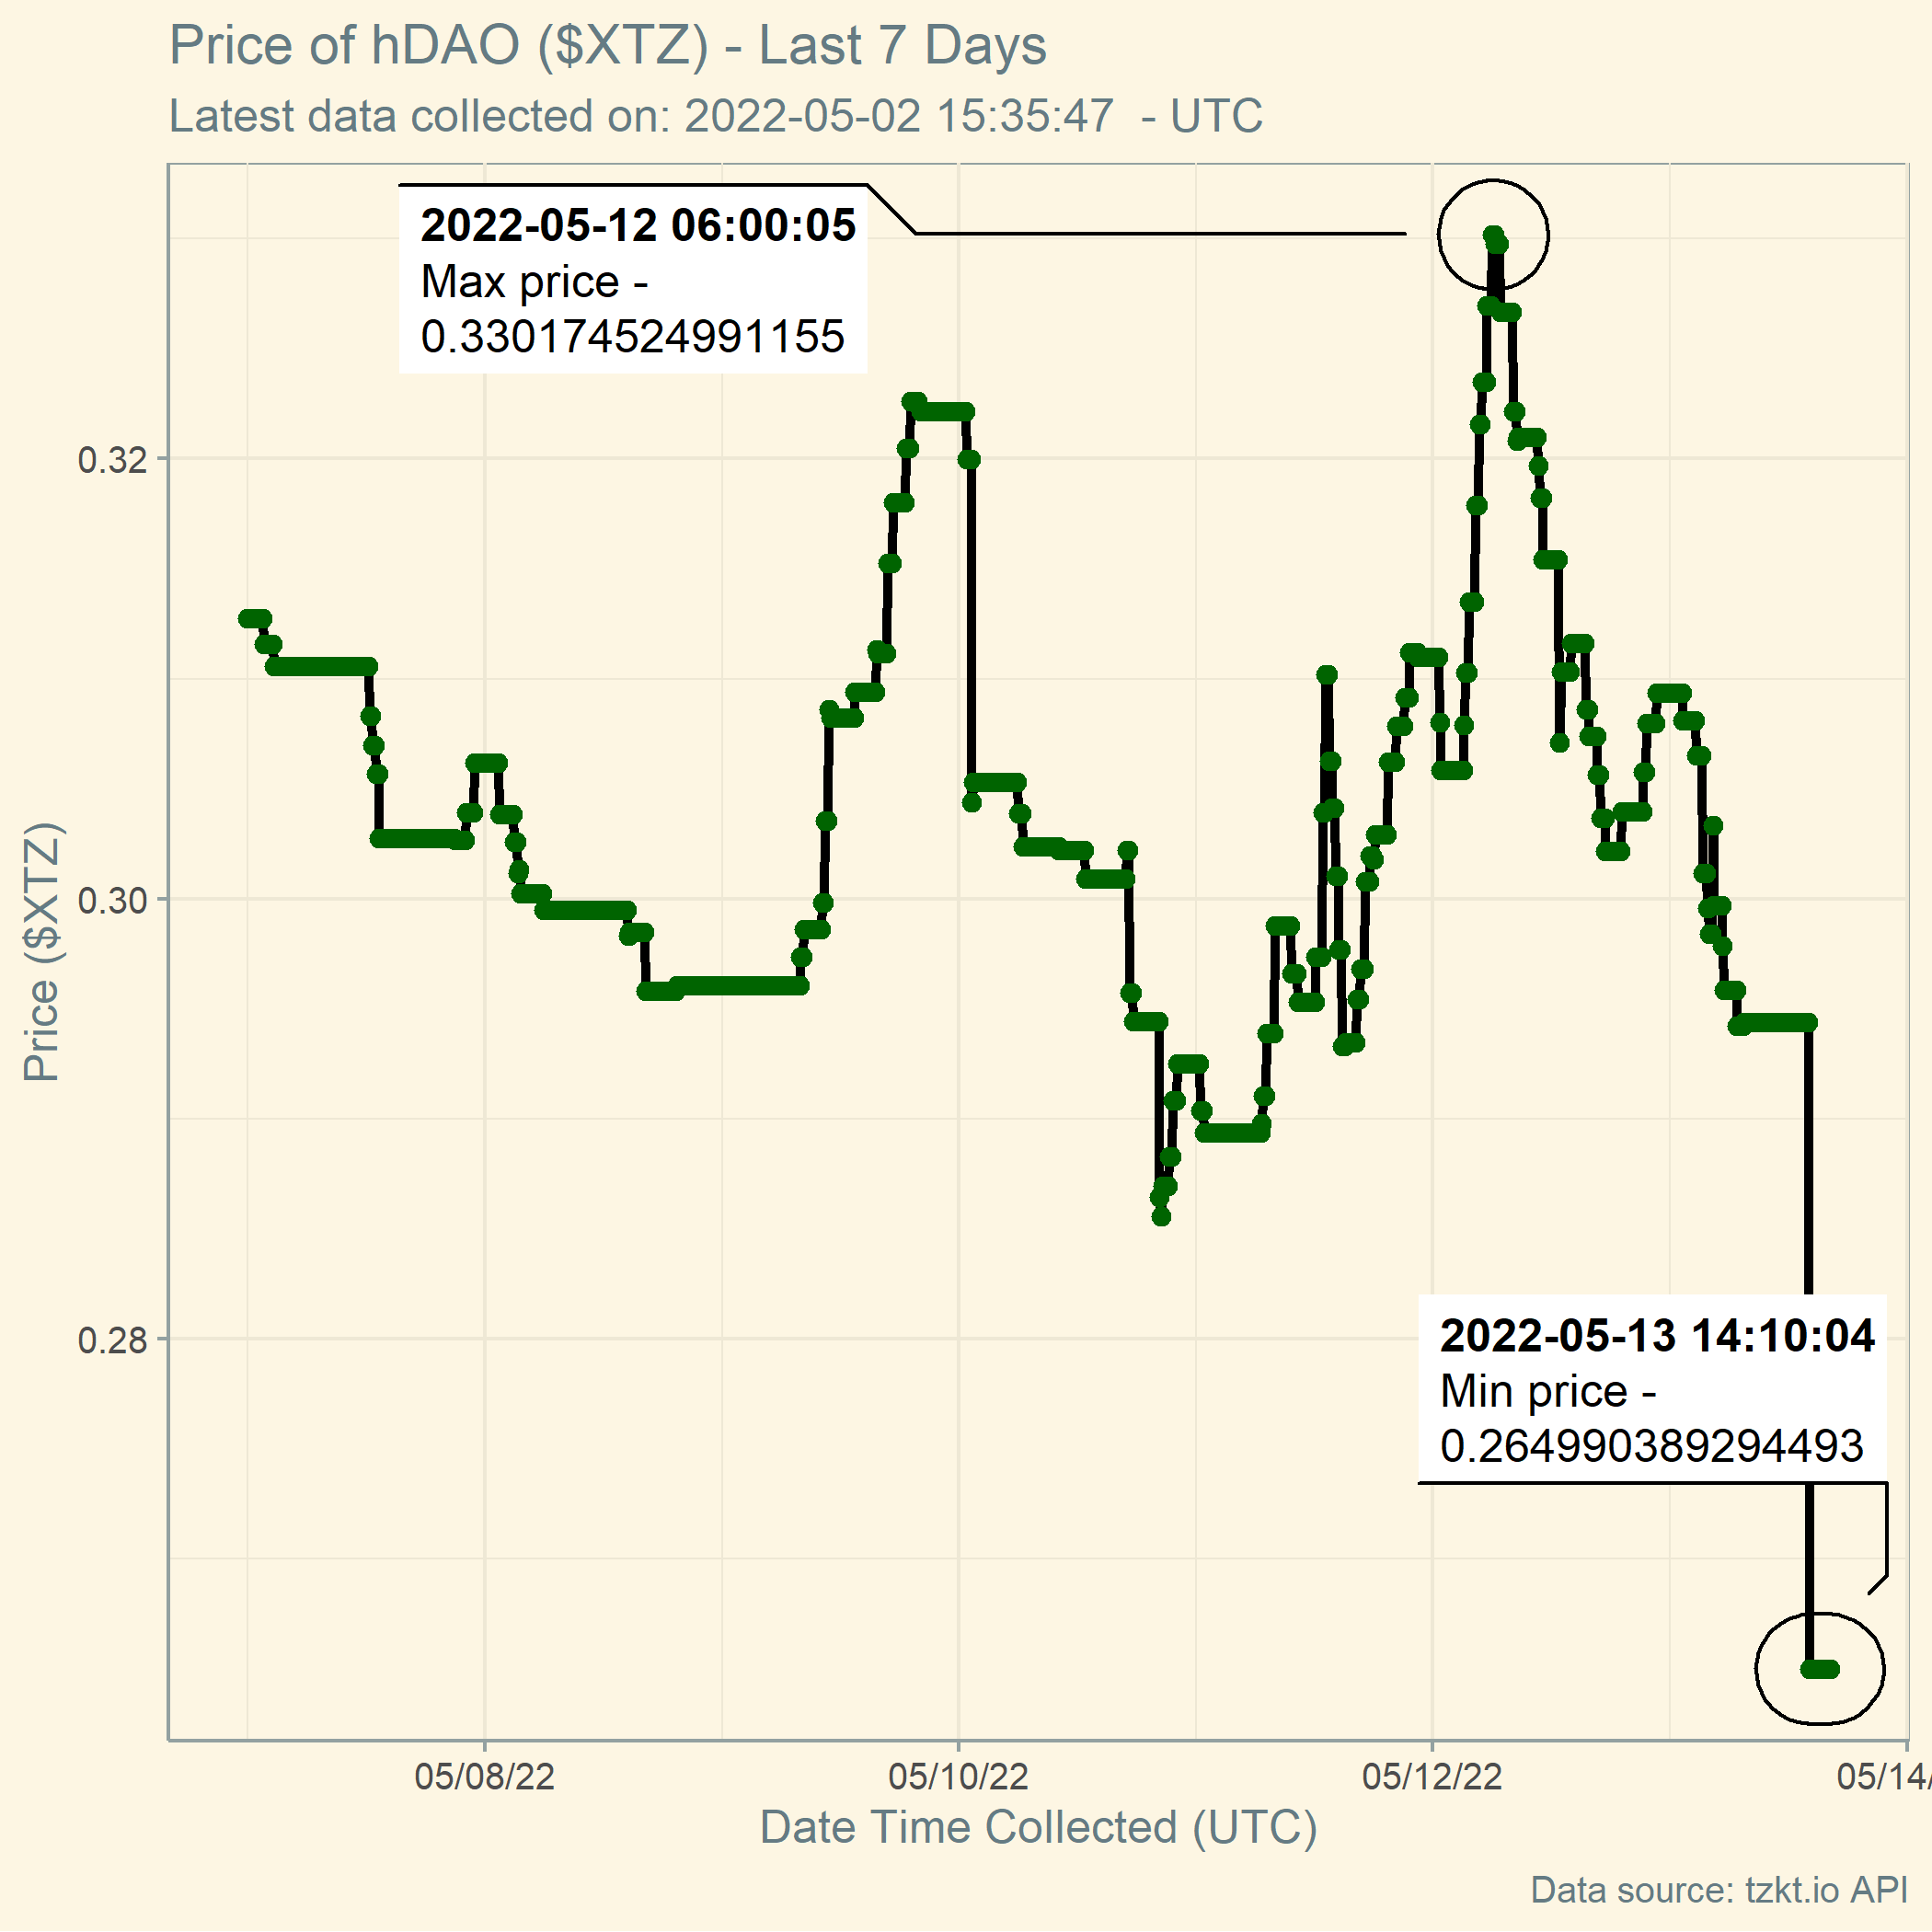 Price of hDAO ($XTZ) - Last 7 Days
Latest data collected on: 2022-05-02 15:35:47  - UTC
2022-05-12 06:00:05
Max price -
0.330174524991155
0.32
0.30
0.28
Price ($XTZ)
2022-05-13 14:10:04
Min price -
0.264990389294493
05/08/22
05/10/22
05/12/22
05/14/
Date Time Collected (UTC)
Data source: tzkt.io API